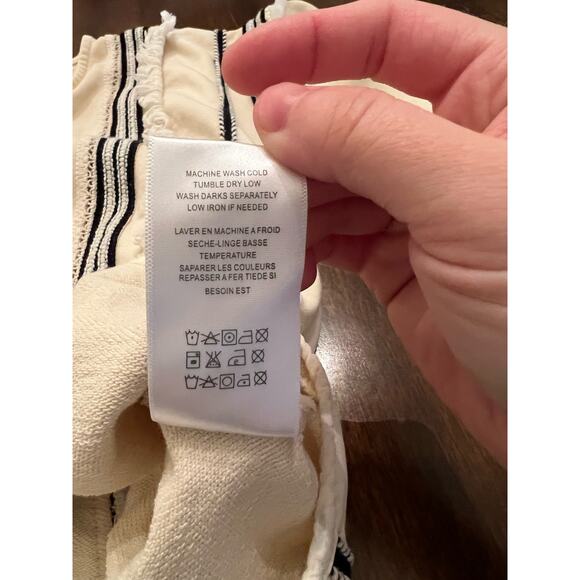 MACHINE WASH COLD
TUMBLE DRY LOW
WASH DARKS SEPARATELY
LOW IRON IF NEEDED
LAVER EN MACHINE A FROID
SECHE-LINGE BASSE
TEMPERATURE
SAPARER LES COULEURS
REPASSER A FER TIEDE SI
BESOIN EST